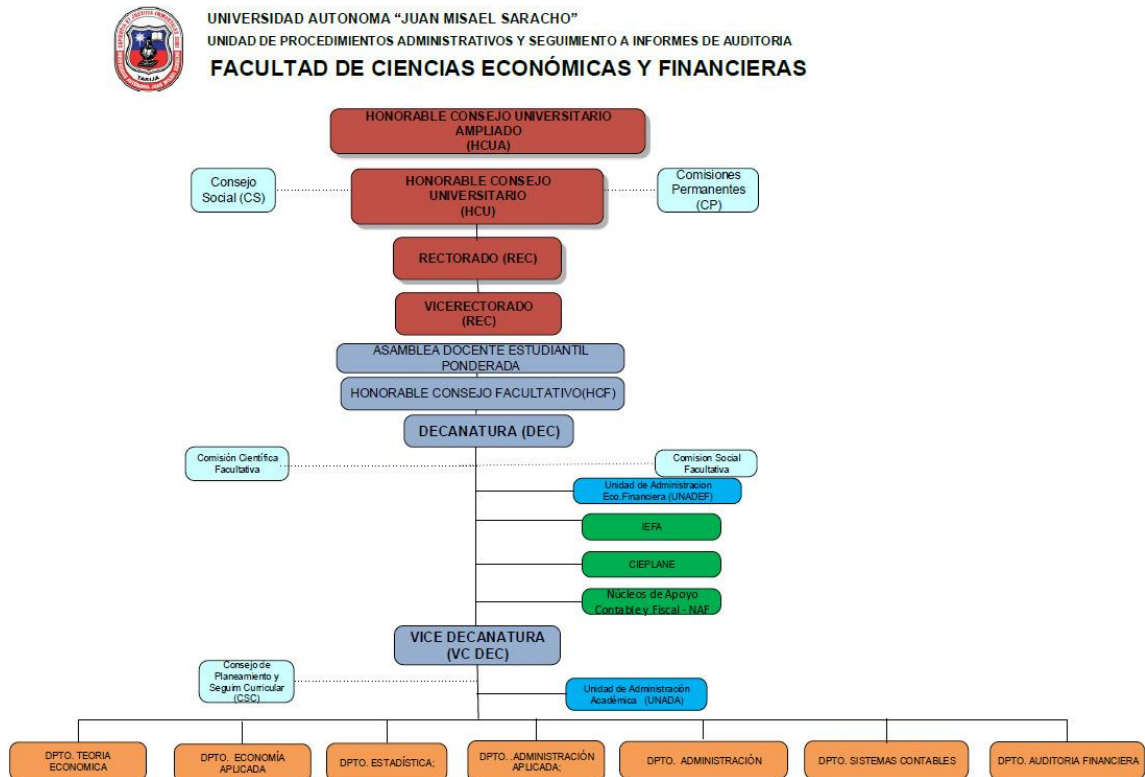 UNIVERSIDAD AUTONOMA "JUAN MISAEL SARACHO"
UNIDAD DE PROCEDIMIENTOS ADMINISTRATIVOS Y SEGUIMIENTO A INFORMES DE AUDITORIA
FACULTAD DE CIENCIAS ECONÓMICAS Y FINANCIERAS
TARIJA
HONORABLE CONSEJO UNIVERSITARIO
AMPLIADO
(HCUA)
Consejo
Social (CS)
HONORABLE CONSEJO
UNIVERSITARIO
(HCU)
Comisiones
Permanentes
(CP)
RECTORADO (REC)
VICERECTORADO
(REC)
ASAMBLEA DOCENTE ESTUDIANTIL
PONDERADA
HONORABLE CONSEJO FACULTATIVO(HCF)
DECANATURA (DEC)
Comisión Científica
Facultativa
Comision Social
Facultativa
Unidad de Administracion
Eco.Financiera (UNADEF)
IEFA
CIEPLANE
Núcleos de Apoyo
Contable y Fiscal - NAF
VICE DECANATURA
(VC DEC)
Consejo de
Planeamiento y
Seguim Curricular
(CSC)
Unidad de Administración
Académica (UNADA)
DPTO. TEORIA
ECONOMICA
DPTO. ECONOMÍA
APLICADA
DPTO. ESTADÍSTICA;
DPTO. .ADMINISTRACIÓN
APLICADA;
DPTO. ADMINISTRACIÓN
DPTO. SISTEMAS CONTABLES
DPTO. AUDITORIA FINANCIERA